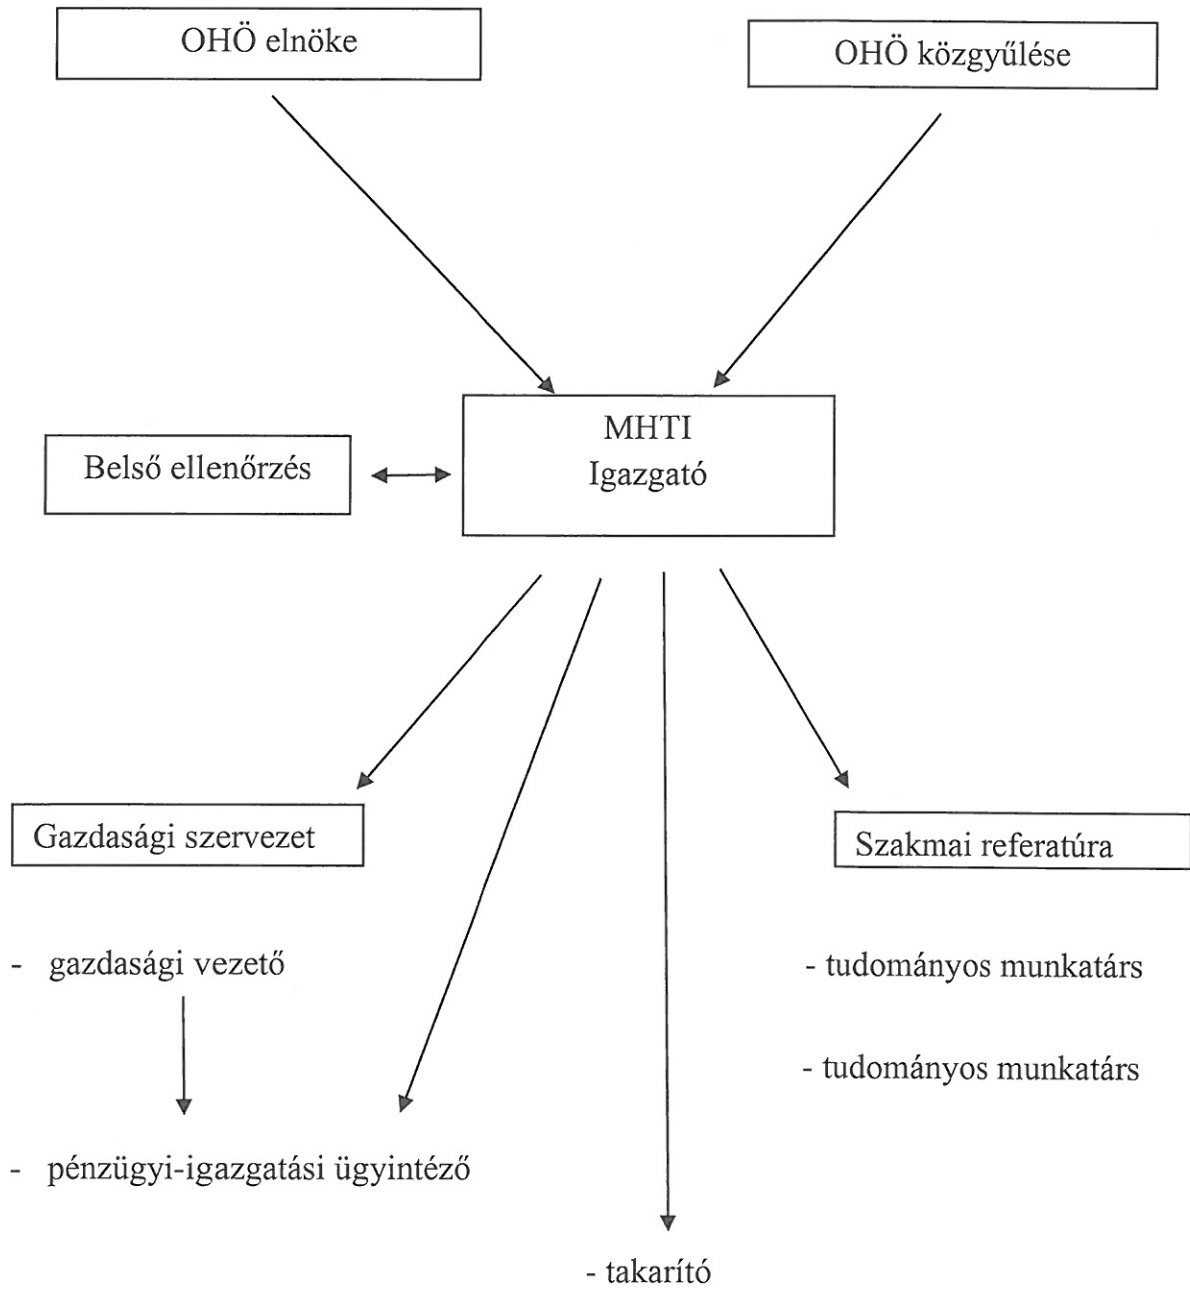 OHÖ elnöke
OHÖ közgyűlése
MHTI
Igazgató
Belső ellenőrzés
Gazdasági szervezet
Szakmai referatúra
- gazdasági vezető
- tudományos munkatárs
- tudományos munkatárs
- pénzügyi-igazgatási ügyintéző
- takarító